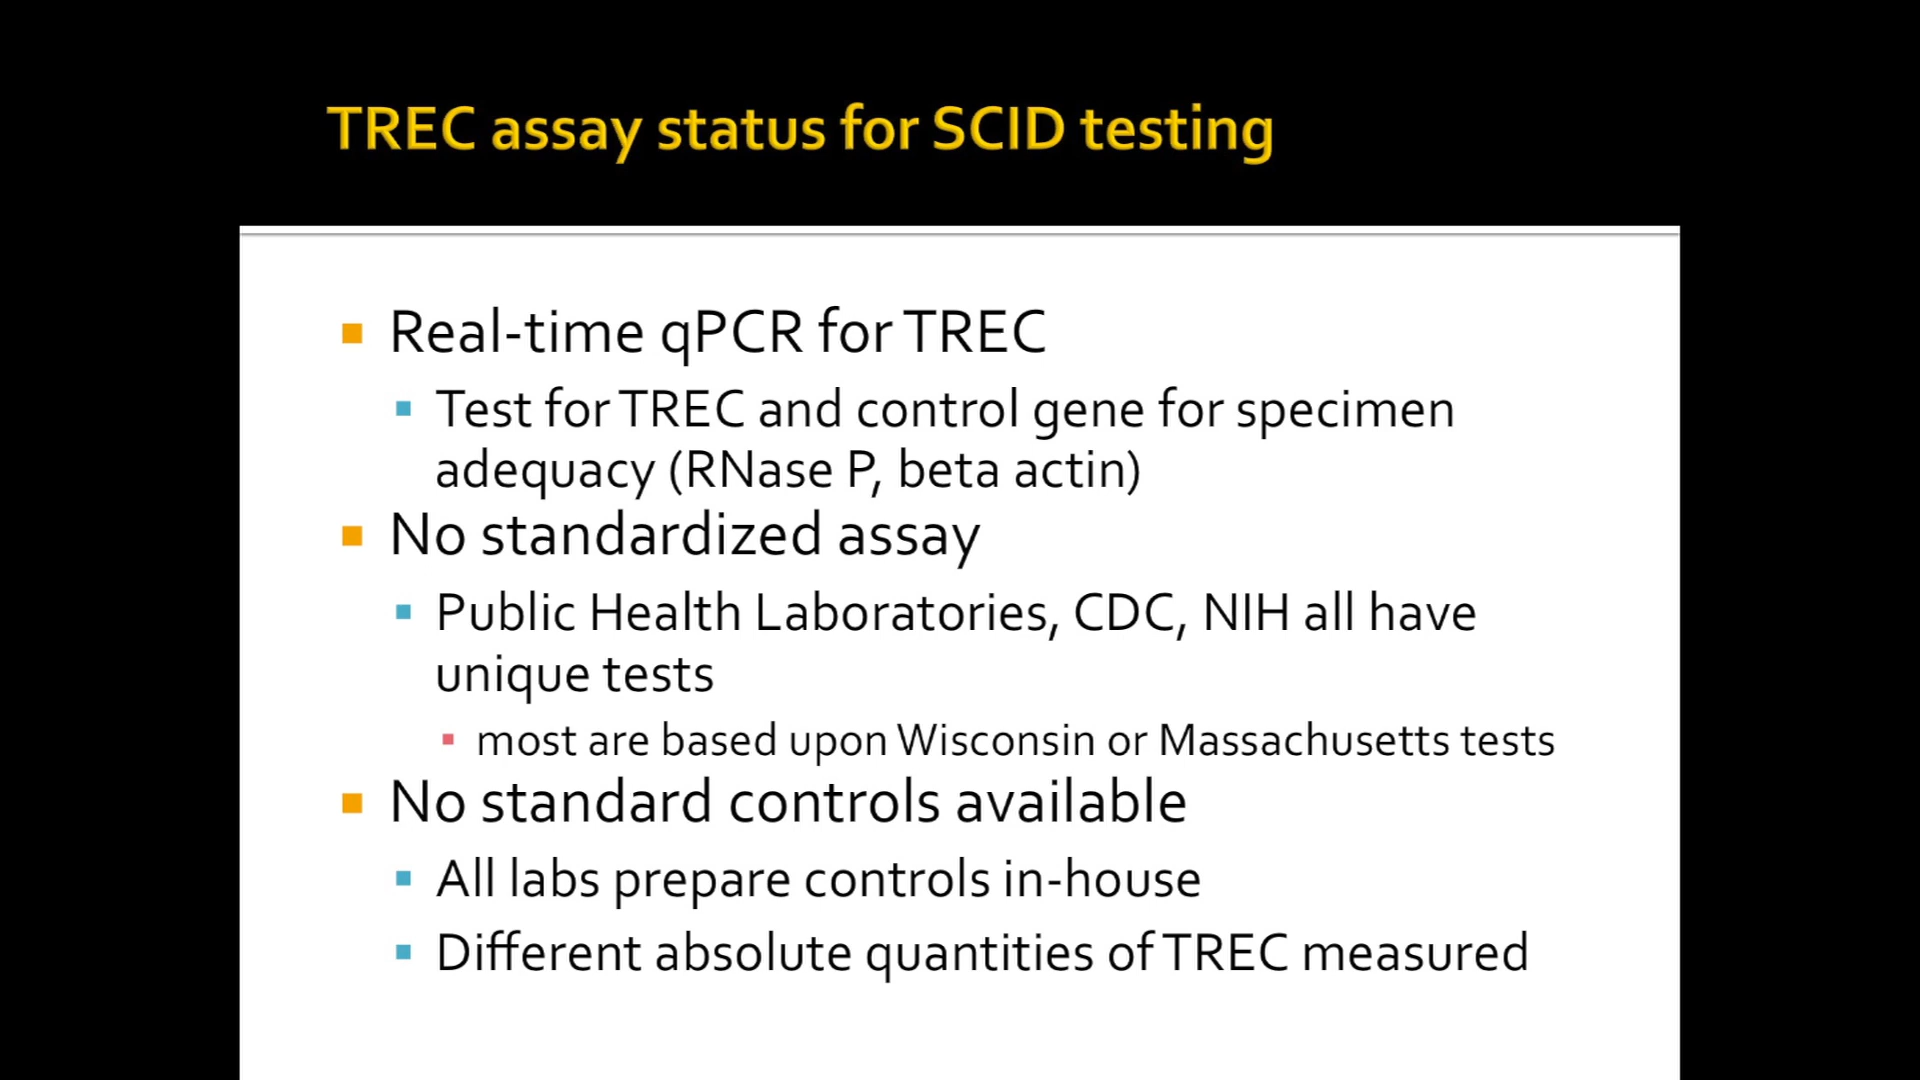 TREC assay status for SCID testing
Real-time qPCR for TREC
Test for TREC and control gene for specimen
adequacy (RNase P, beta actin)
No standardized assay
Public Health Laboratories, CDC, NIH all have
unique tests
most are based upon Wisconsin or Massachusetts tests
No standard controls available
All labs prepare controls in-house
Different absolute quantities of TREC measured